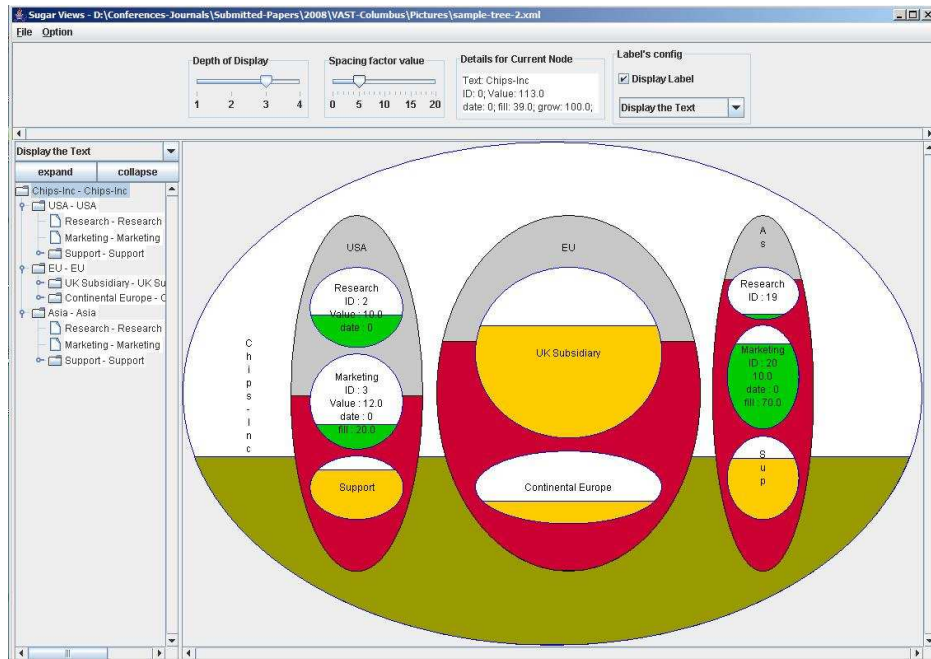 Sugar Views - D:\Conferences-Journals\Submitted-Papers\2008\VAST-Columbus\Pictures\sample-tree-2.xml
File Option
Depth of Display
1 2 3 4
Spacing factor value
0 5 10 15 20
Details for Current Node
Text: Chips-Inc
ID: 0; Value: 113.0
date: 0; fill: 39.0; grow: 100.0;
Label's config
Display Label
Display the Text
Display the Text
expand collapse
Chips-Inc - Chips-Inc
USA - USA
Research - Research
Marketing - Marketing
Support - Support
EU - EU
UK Subsidiary - UK Su
Continental Europe - C
Asia - Asia
Research - Research
Marketing - Marketing
Support - Support
Chips-Inc
USA
Research
ID : 2
Value : 10.0
date : 0
Marketing
ID : 3
Value : 12.0
date : 0
fill : 20.0
Support
EU
UK Subsidiary
Continental Europe
A
s
Research
ID : 19
Marketing
ID : 20
10.0
date : 0
fill : 70.0
S
u
p